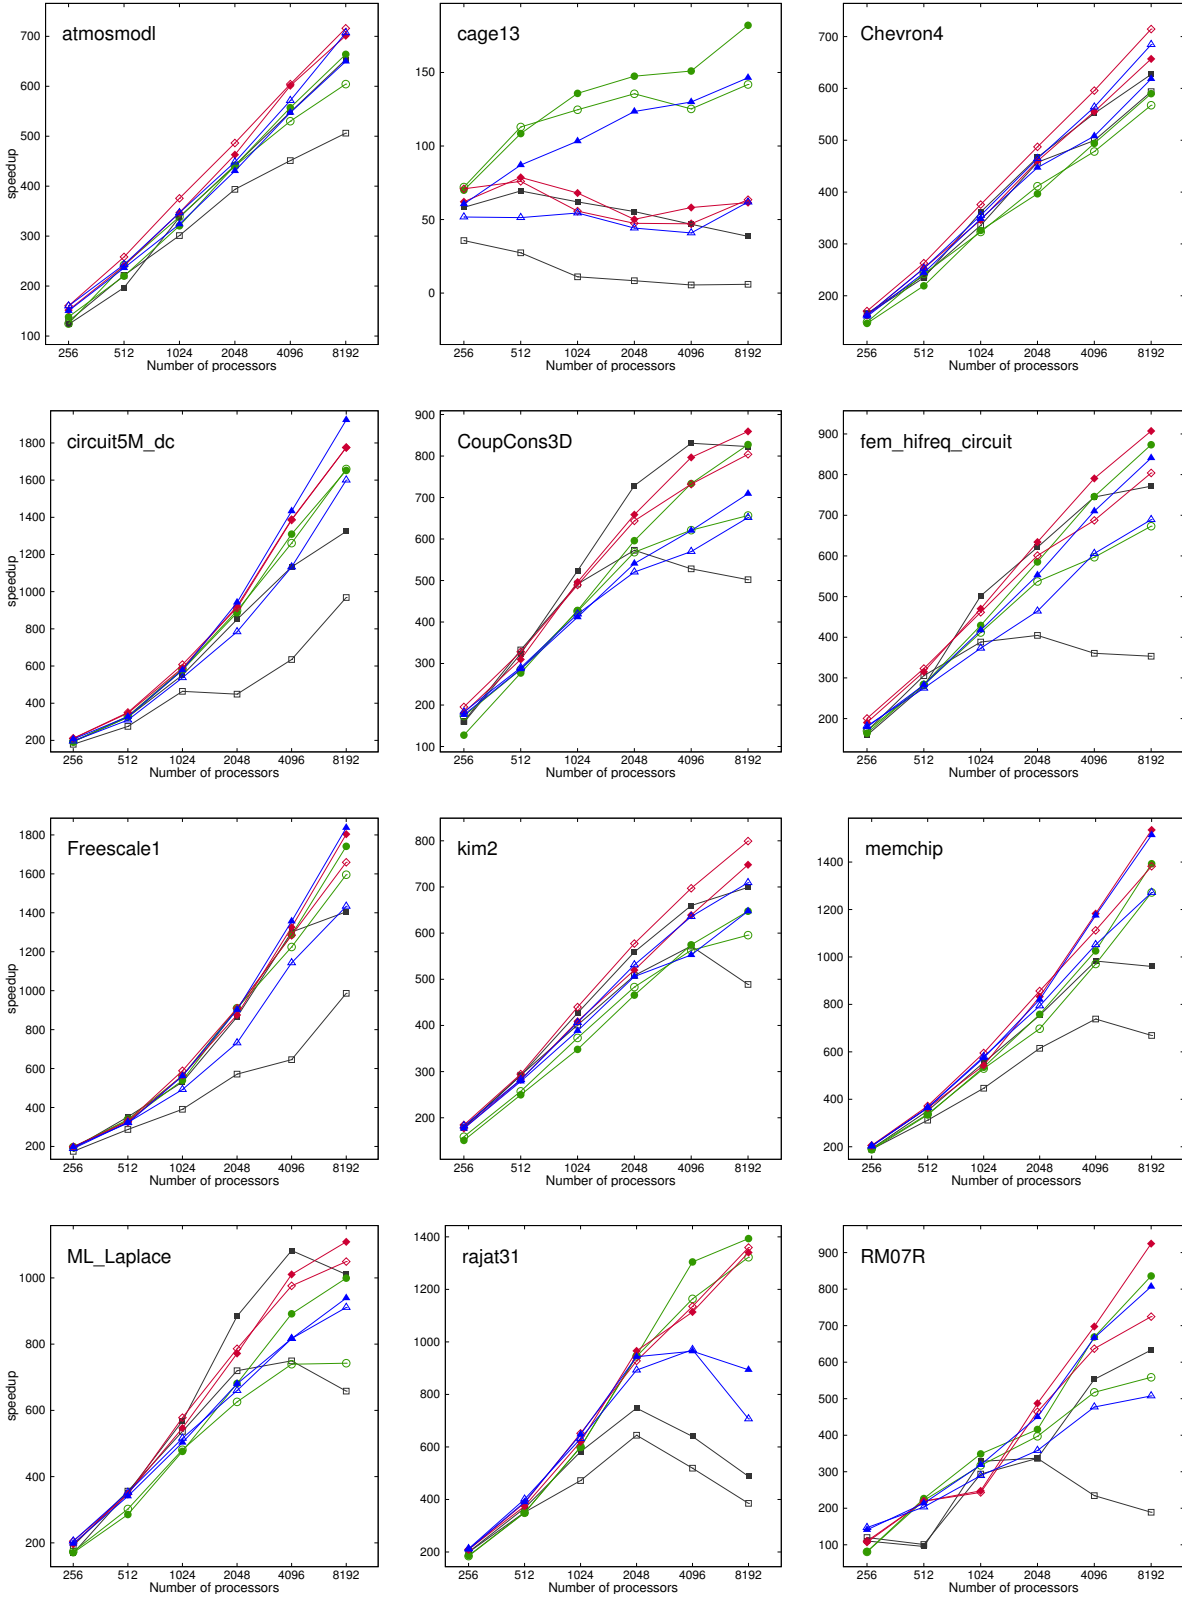 atmosmodl
700
600
500
400
300
200
100
speedup
256 512 1024 2048 4096 8192
Number of processors
cage13
150
100
50
0
256 512 1024 2048 4096 8192
Number of processors
Chevron4
700
600
500
400
300
200
256 512 1024 2048 4096 8192
Number of processors
circuit5M_dc
1800
1600
1400
1200
1000
800
600
400
200
speedup
256 512 1024 2048 4096 8192
Number of processors
CoupCons3D
900
800
700
600
500
400
300
200
100
256 512 1024 2048 4096 8192
Number of processors
fem_hifreq_circuit
900
800
700
600
500
400
300
200
256 512 1024 2048 4096 8192
Number of processors
Freescale1
1800
1600
1400
1200
1000
800
600
400
200
speedup
256 512 1024 2048 4096 8192
Number of processors
kim2
800
700
600
500
400
300
200
256 512 1024 2048 4096 8192
Number of processors
memchip
1400
1200
1000
800
600
400
200
256 512 1024 2048 4096 8192
Number of processors
ML_Laplace
1000
800
600
400
200
speedup
256 512 1024 2048 4096 8192
Number of processors
rajat31
1400
1200
1000
800
600
400
200
256 512 1024 2048 4096 8192
Number of processors
RM07R
900
800
700
600
500
400
300
200
100
256 512 1024 2048 4096 8192
Number of processors